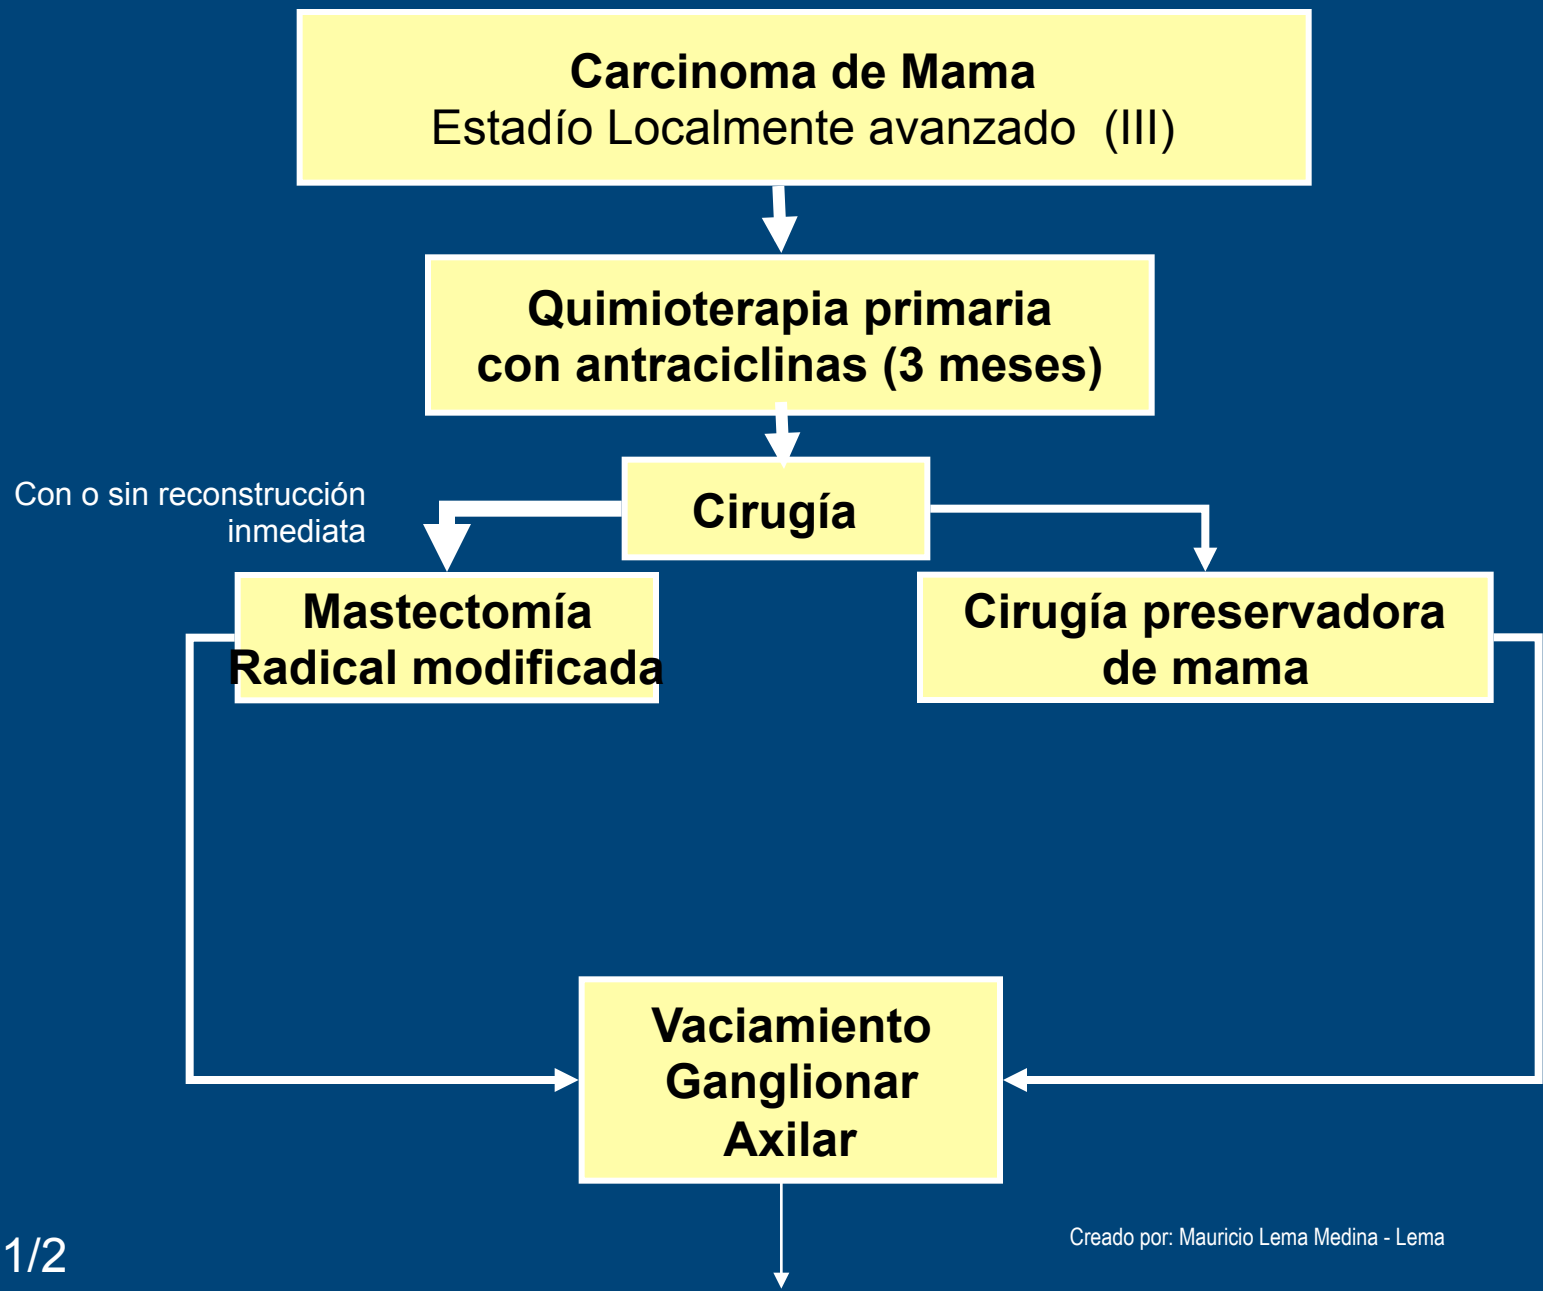 Carcinoma de Mama
Estadío Localmente avanzado (III)
Quimioterapia primaria
con antraciclinas (3 meses)
Con o sin reconstrucción
inmediata
Cirugía
Mastectomía
Radical modificada
Cirugía preservadora
de mama
Vaciamiento
Ganglionar
Axilar
1/2
Creado por: Mauricio Lema Medina - Lema